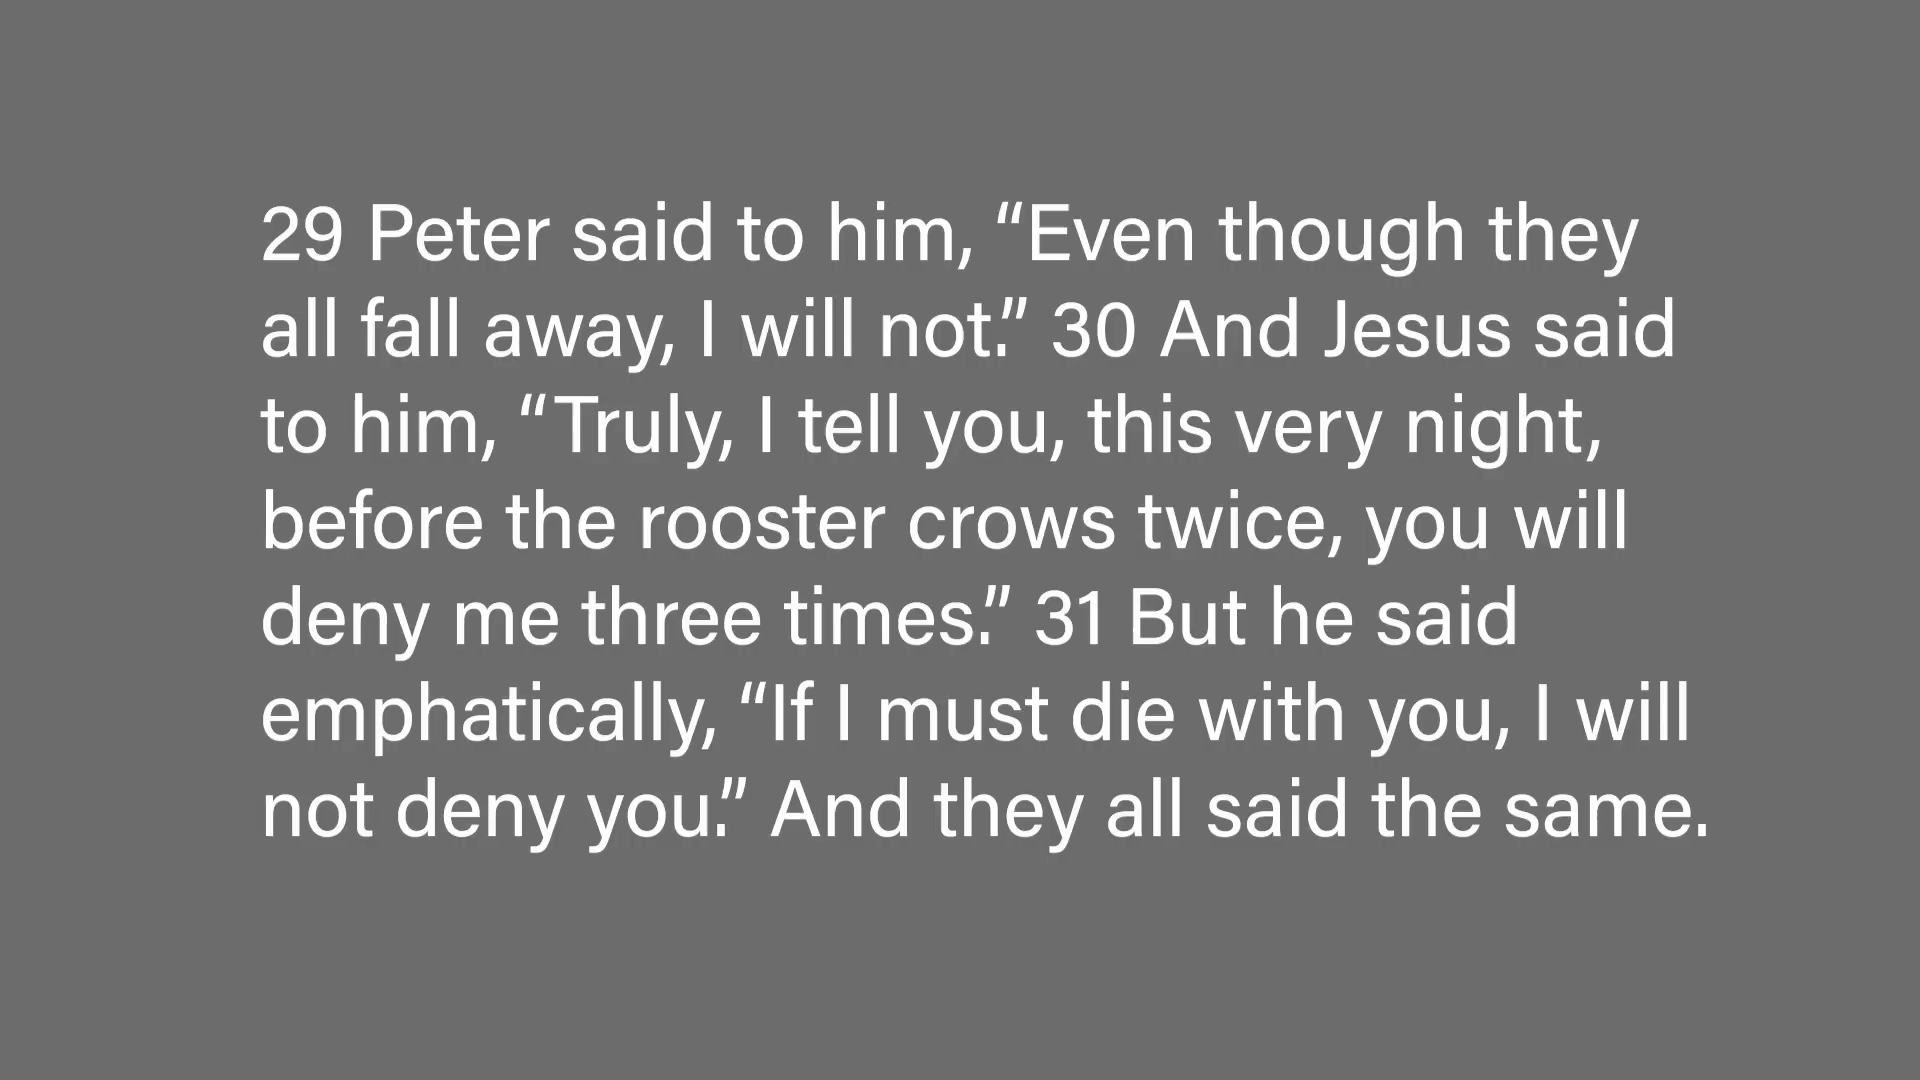 29 Peter said to him, “Even though they
all fall away, I will not.” 30 And Jesus said
to him, “Truly, I tell you, this very night,
before the rooster crows twice, you will
deny me three times.” 31 But he said
emphatically, “If I must die with you, I will
not deny you.” And they all said the same.